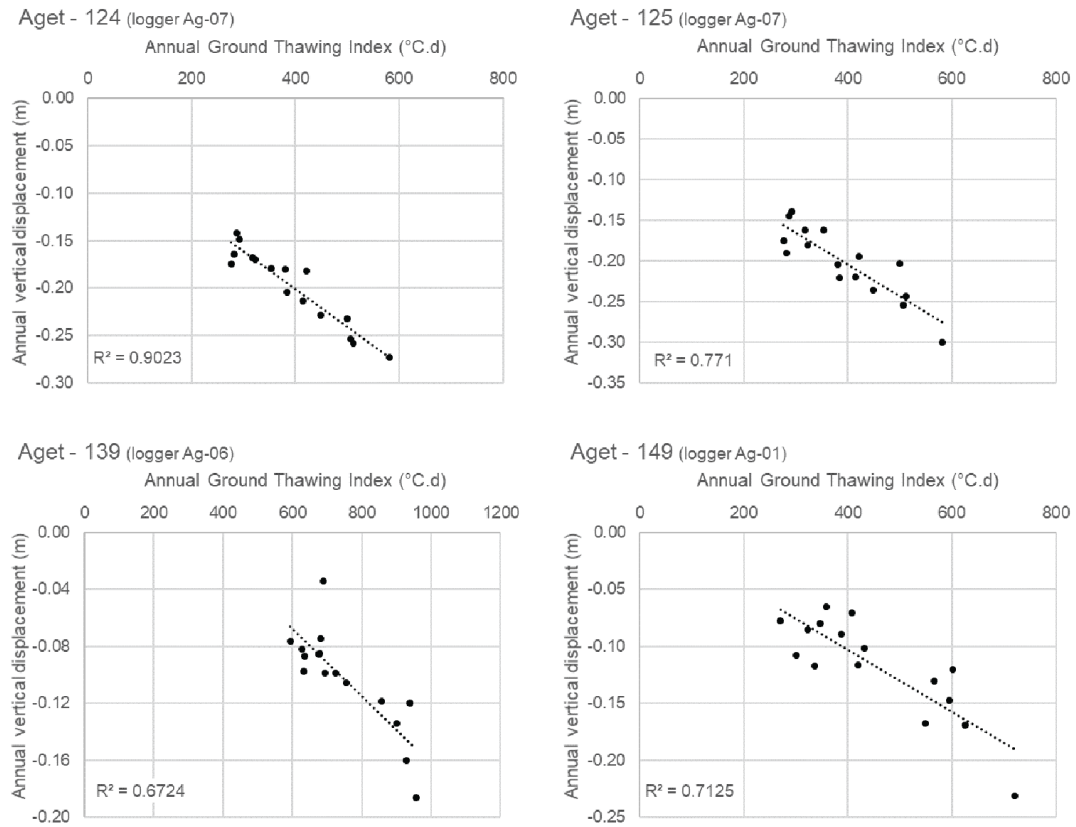 Aget - 124 (logger Ag-07)
Annual Ground Thawing Index (°C.d)
0 200 400 600 800
Annual vertical displacement (m)
0.00
-0.05
-0.10
-0.15
-0.20
-0.25
-0.30
R² = 0.9023
Aget - 125 (logger Ag-07)
Annual Ground Thawing Index (°C.d)
0 200 400 600 800
Annual vertical displacement (m)
0.00
-0.05
-0.10
-0.15
-0.20
-0.25
-0.30
-0.35
R² = 0.771
Aget - 139 (logger Ag-06)
Annual Ground Thawing Index (°C.d)
0 200 400 600 800 1000 1200
Annual vertical displacement (m)
0.00
-0.04
-0.08
-0.12
-0.16
-0.20
R² = 0.6724
Aget - 149 (logger Ag-01)
Annual Ground Thawing Index (°C.d)
0 200 400 600 800
Annual vertical displacement (m)
0.00
-0.05
-0.10
-0.15
-0.20
-0.25
R² = 0.7125